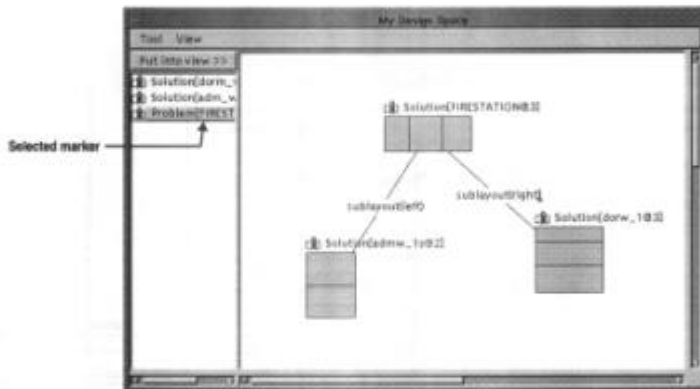 My Design Space
Tool View
Put into view >>
Solution[dorm_
Solution[adm_w
Problem[FIREST
Selected marker
Solution[FIRESTATION@3]
sublayout(left)
sublayout(right)
Solution[dorw_1@3]
Solution[admw_1@2]